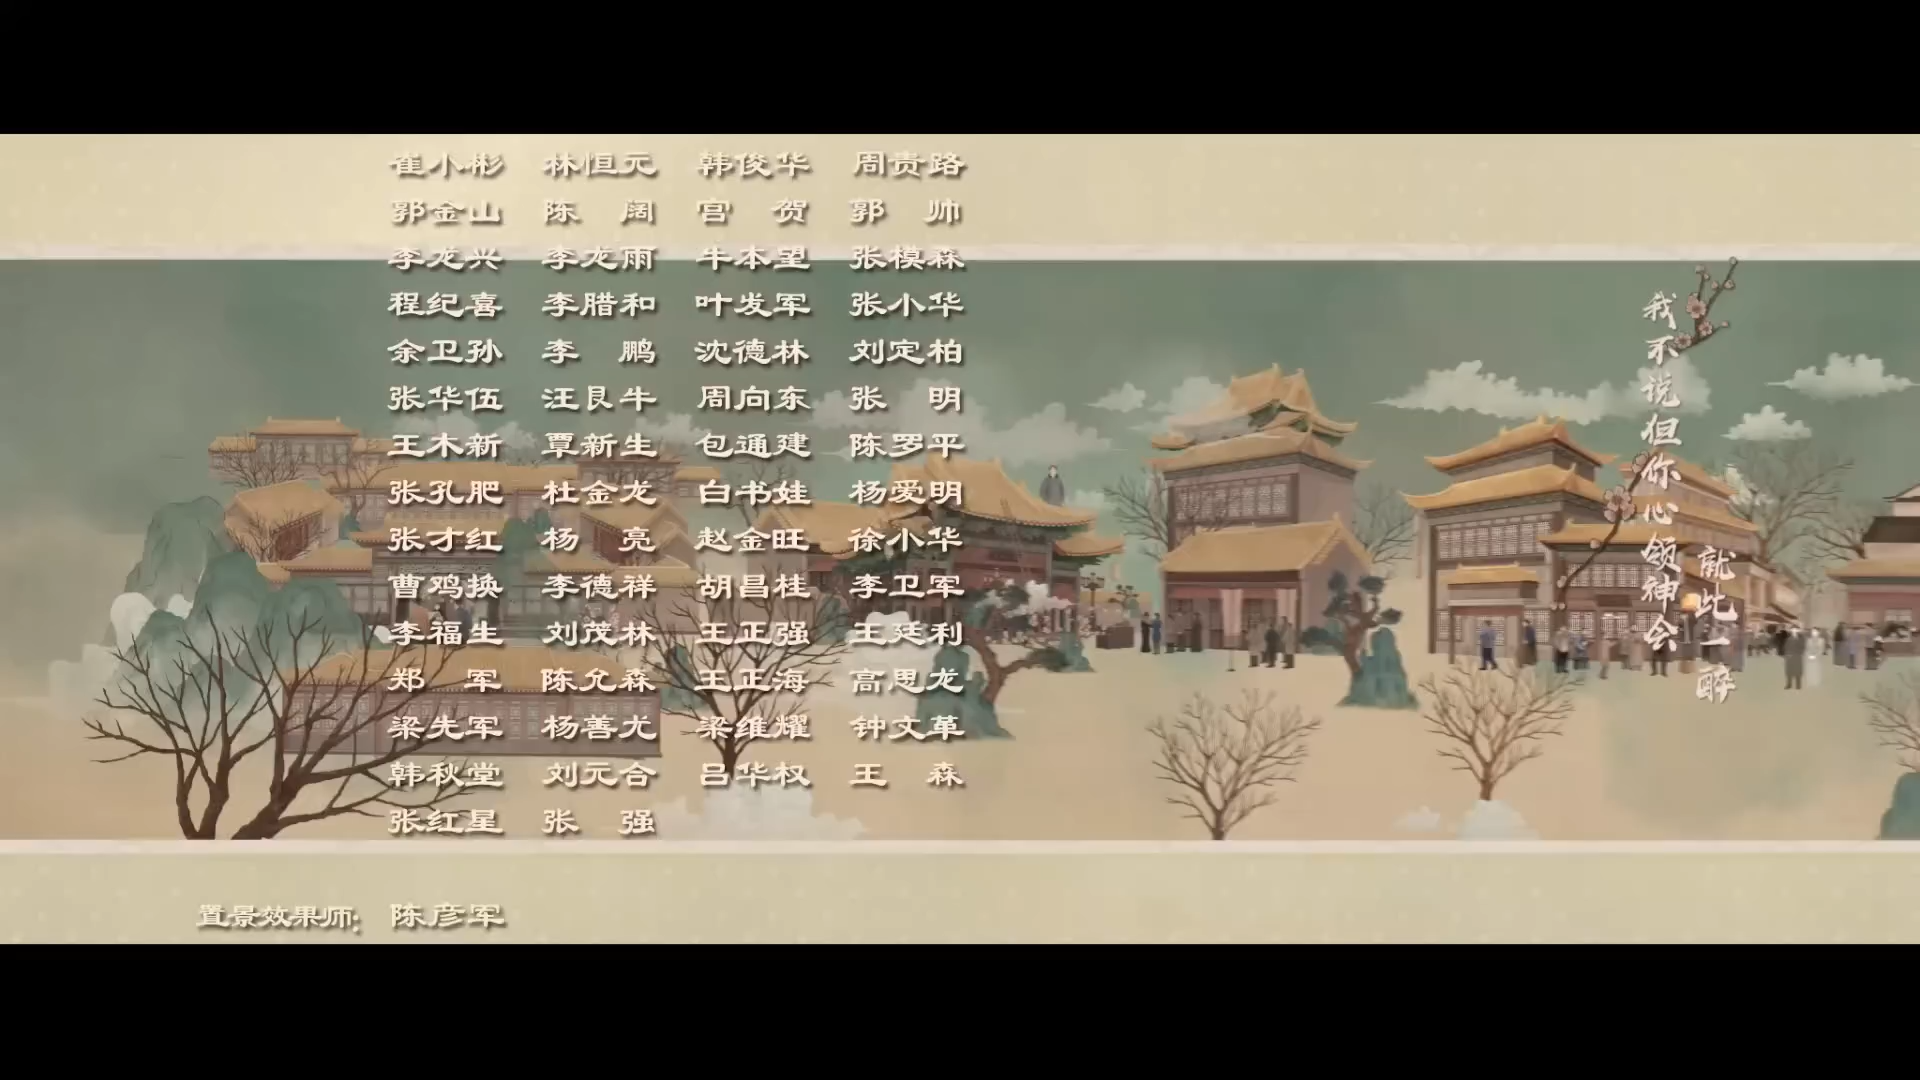 崔小彬 林恒元 韩俊华 周贵路
郭金山 陈 阔 宫 贺 郭 帅
李龙兴 李龙雨 牛本望 张模森
程纪喜 李腊和 叶发军 张小华
余卫孙 李 鹏 沈德林 刘定柏
张华伍 汪艮牛 周向东 张 明
王木新 覃新生 包通建 陈罗平
张孔肥 杜金龙 白书娃 杨爱明
张才红 杨 亮 赵金旺 徐小华
曹鸡换 李德祥 胡昌桂 李卫军
李福生 刘茂林 王正强 王廷利
郑 军 陈允森 王正海 高思龙
梁先军 杨善尤 梁维耀 钟文革
韩秋堂 刘元合 吕华权 王 森
张红星 张 强
置景效果师: 陈彦军
我不说但你心领神会
就此一醉